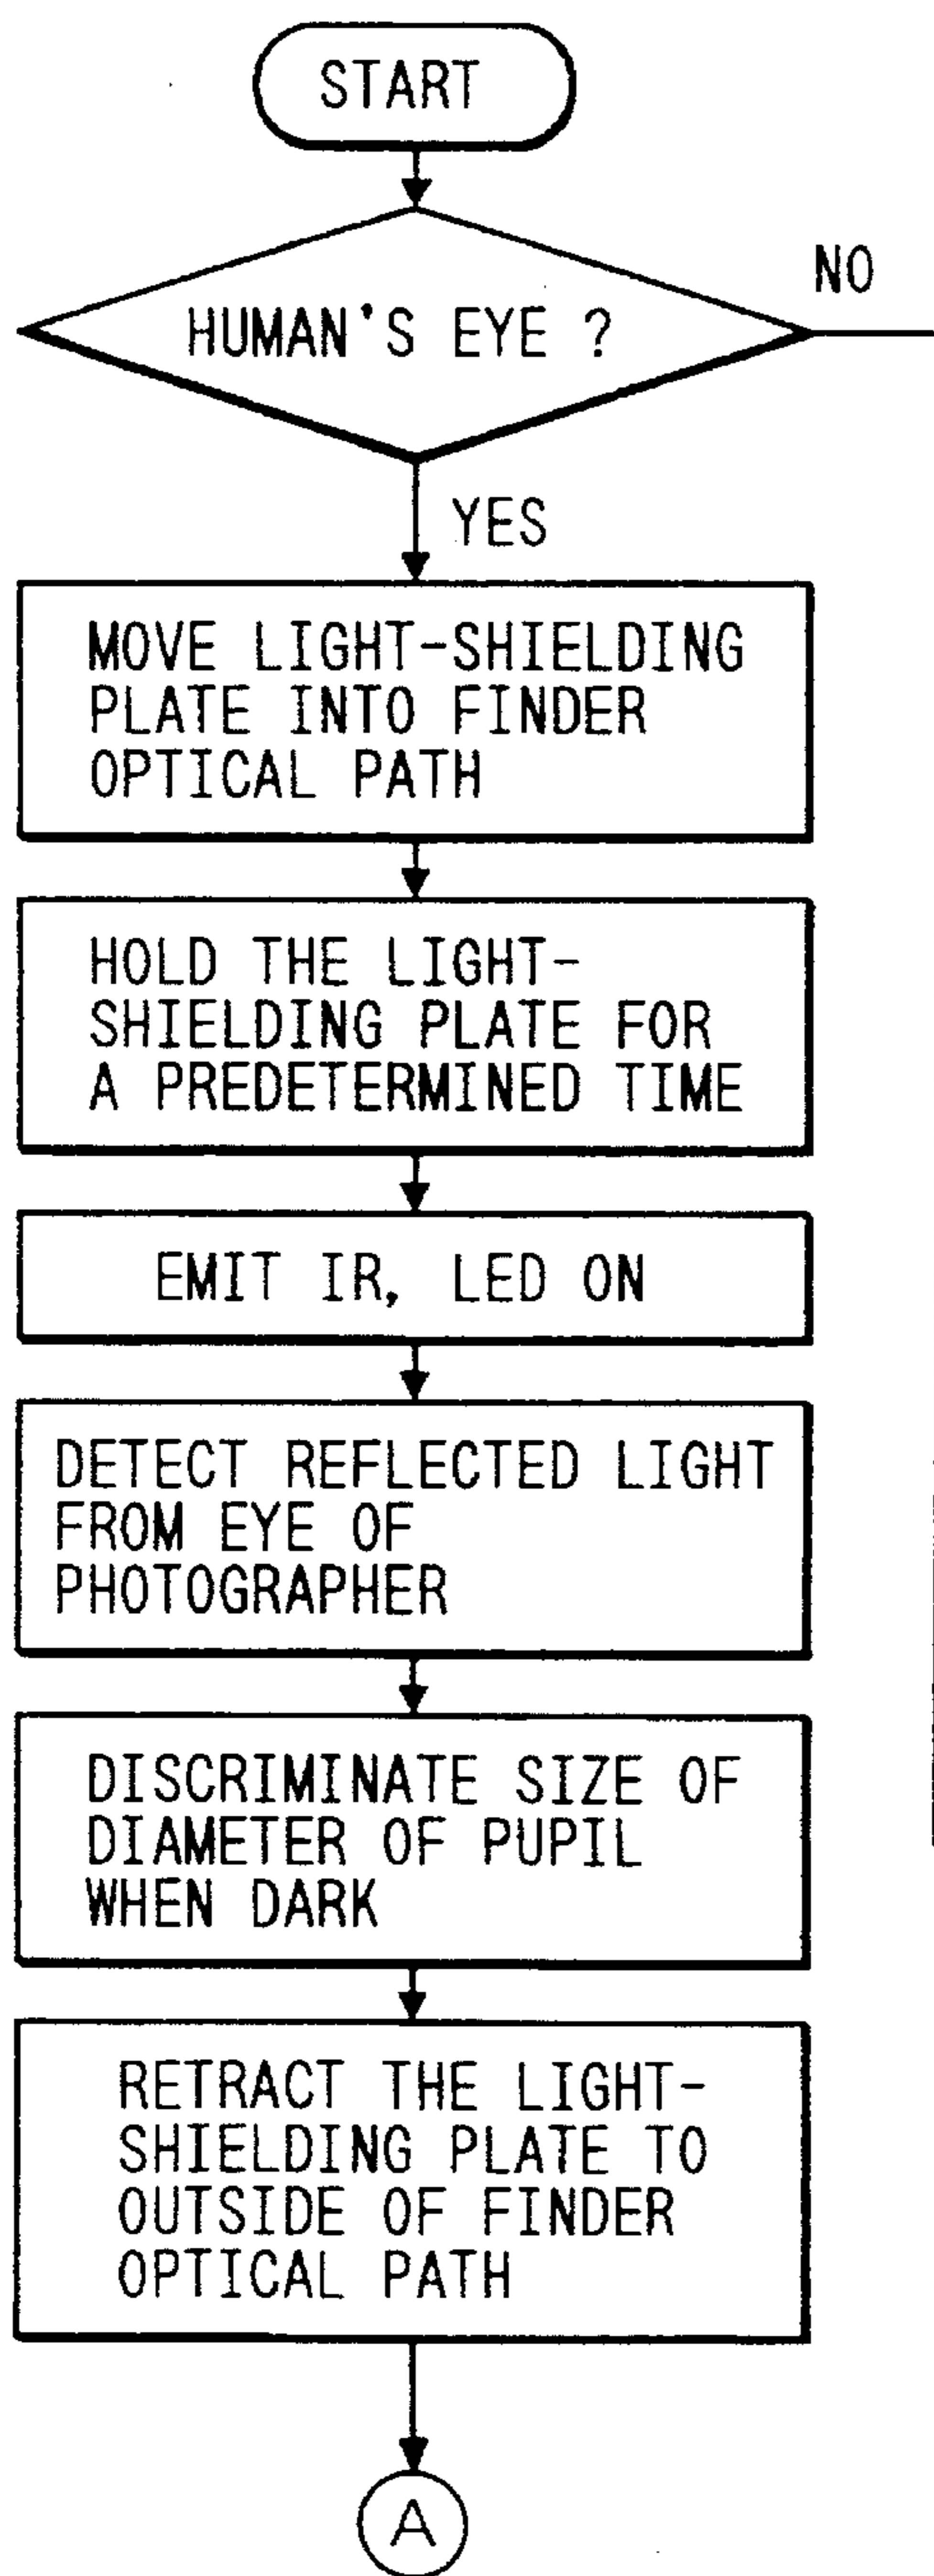 START
HUMAN'S EYE ?
NO
YES
MOVE LIGHT-SHIELDING
PLATE INTO FINDER
OPTICAL PATH
HOLD THE LIGHT-
SHIELDING PLATE FOR
A PREDETERMINED TIME
EMIT IR, LED ON
DETECT REFLECTED LIGHT
FROM EYE OF
PHOTOGRAPHER
DISCRIMINATE SIZE OF
DIAMETER OF PUPIL
WHEN DARK
RETRACT THE LIGHT-
SHIELDING PLATE TO
OUTSIDE OF FINDER
OPTICAL PATH
A